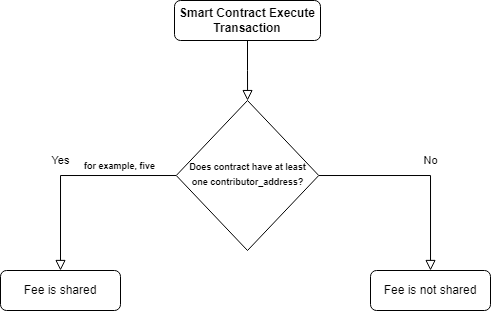 Smart Contract Execute
Transaction
Does contract have at least
one contributor_address?
Yes
for example, five
No
Fee is shared
Fee is not shared